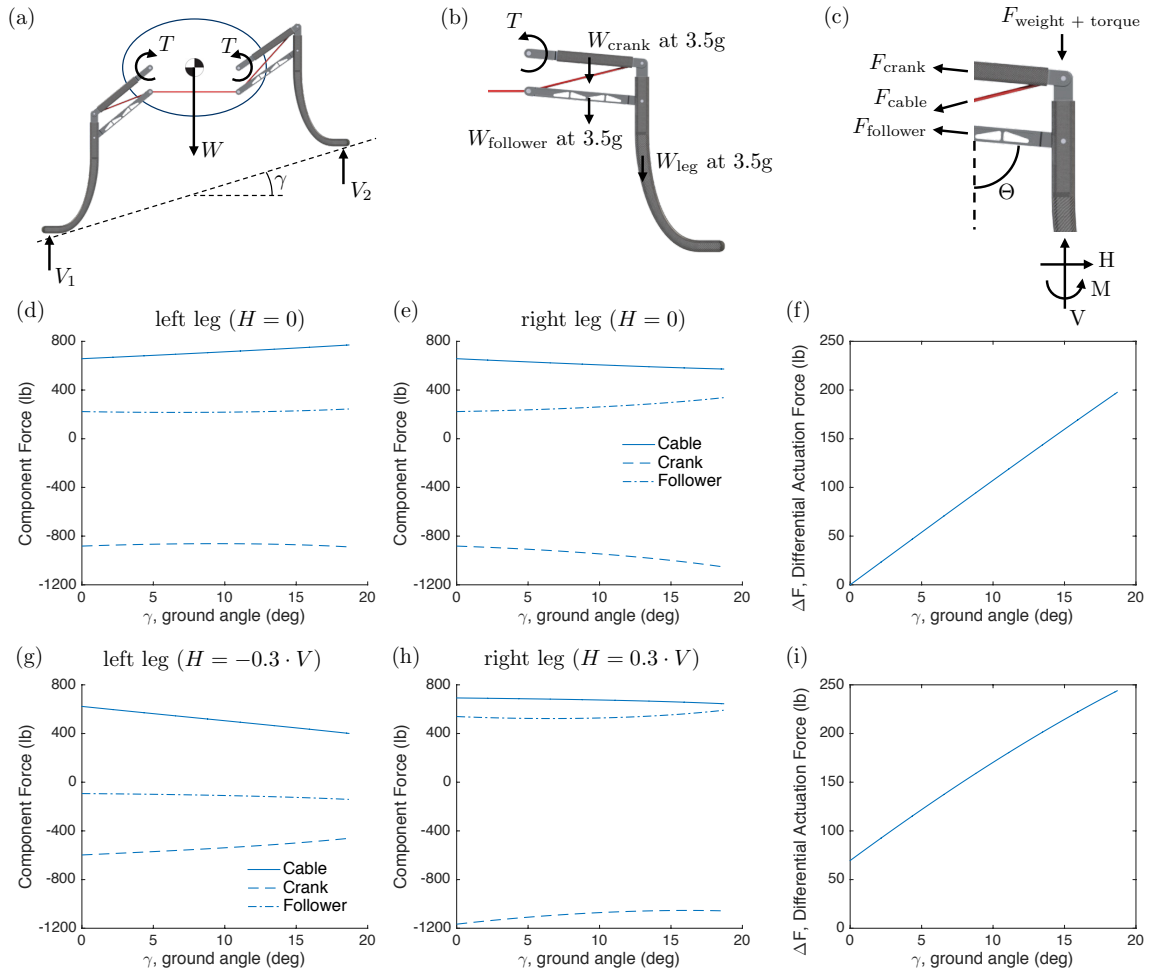 (a)
T
T
W
γ
V₁
V₂
(b)
T
W_crank at 3.5g
W_follower at 3.5g
W_leg at 3.5g
(c)
F_weight + torque
F_crank
F_cable
F_follower
Θ
H
M
V
(d)
left leg (H = 0)
Component Force (lb)
800
400
0
-400
-800
-1200
0 5 10 15 20
γ, ground angle (deg)
(e)
right leg (H = 0)
Component Force (lb)
800
400
0
-400
-800
-1200
Cable
Crank
Follower
0 5 10 15 20
γ, ground angle (deg)
(f)
ΔF, Differential Actuation Force (lb)
250
200
150
100
50
0
0 5 10 15 20
γ, ground angle (deg)
(g)
left leg (H = −0.3 · V)
Component Force (lb)
800
400
0
-400
-800
-1200
Cable
Crank
Follower
0 5 10 15 20
γ, ground angle (deg)
(h)
right leg (H = 0.3 · V)
Component Force (lb)
800
400
0
-400
-800
-1200
0 5 10 15 20
γ, ground angle (deg)
(i)
ΔF, Differential Actuation Force (lb)
250
200
150
100
50
0
0 5 10 15 20
γ, ground angle (deg)